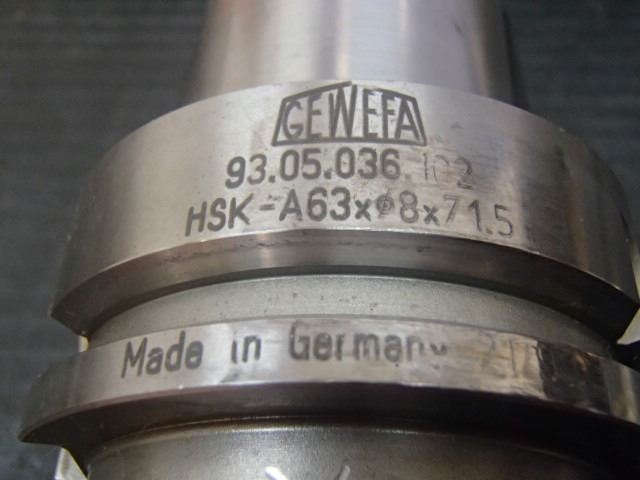 GEWEFA
93.05.036.102
HSK-A63xφ8x71.5
Made in Germany